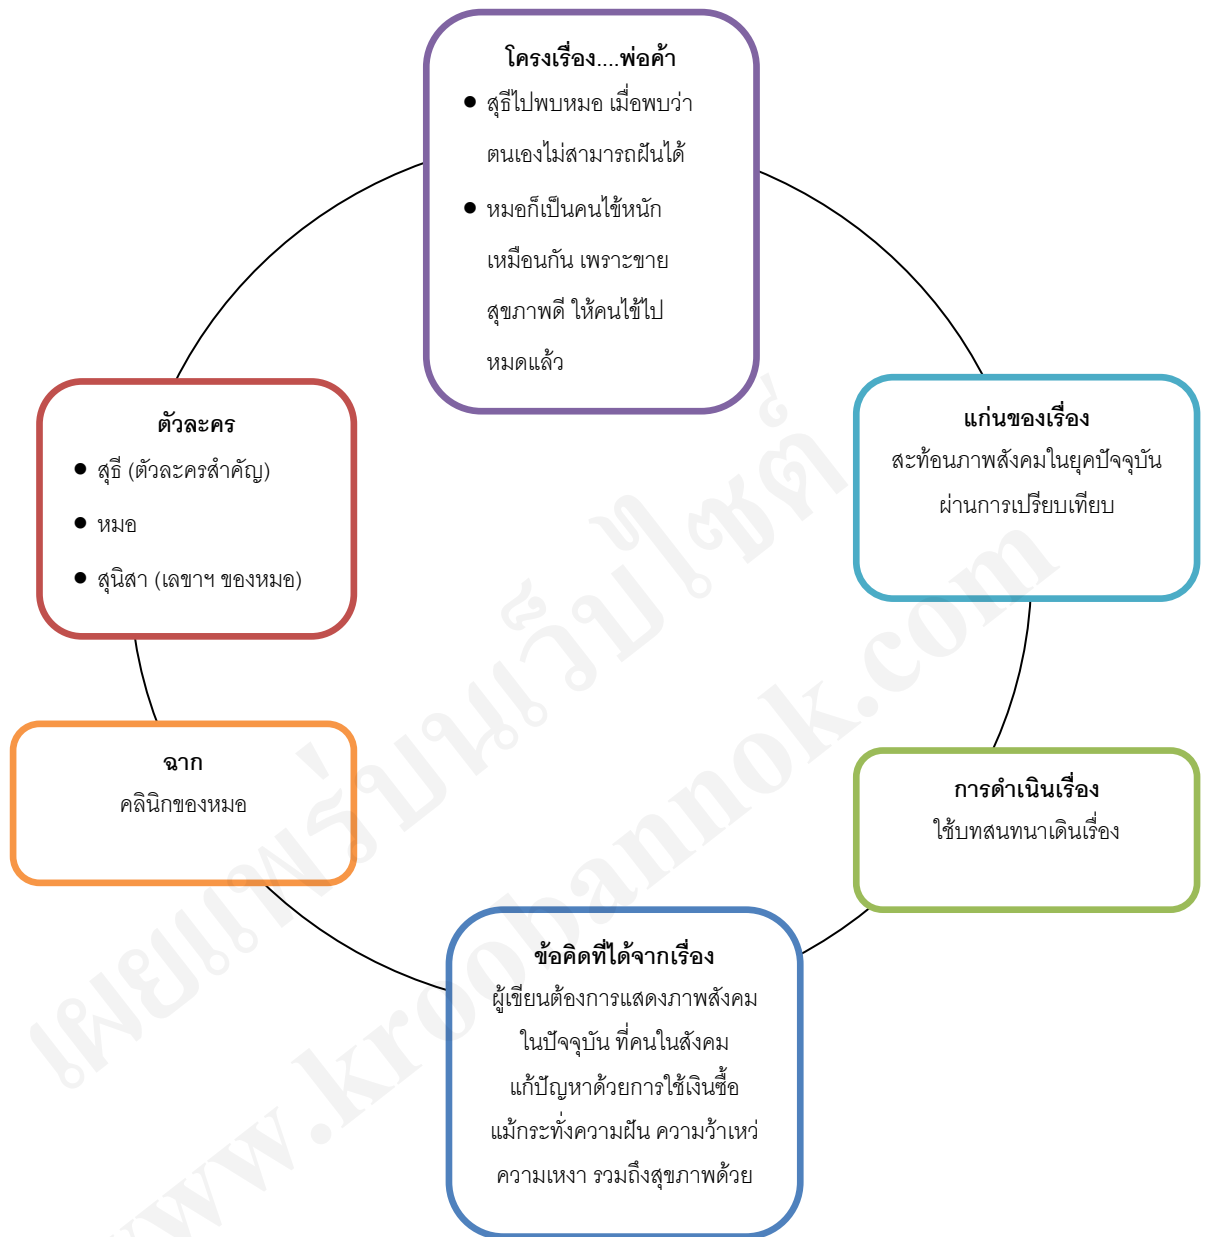 โครงเรื่อง....พ่อค้า
● สุธีไปพบหมอ เมื่อพบว่า
ตนเองไม่สามารถฝันได้
● หมอก็เป็นคนไข้หนัก
เหมือนกัน เพราะขาย
สุขภาพดี ให้คนไข้ไป
หมดแล้ว
ตัวละคร
● สุธี (ตัวละครสำคัญ)
● หมอ
● สุนิสา (เลขาฯ ของหมอ)
แก่นของเรื่อง
สะท้อนภาพสังคมในยุคปัจจุบัน
ผ่านการเปรียบเทียบ
ฉาก
คลินิกของหมอ
การดำเนินเรื่อง
ใช้บทสนทนาเดินเรื่อง
ข้อคิดที่ได้จากเรื่อง
ผู้เขียนต้องการแสดงภาพสังคม
ในปัจจุบัน ที่คนในสังคม
แก้ปัญหาด้วยการใช้เงินซื้อ
แม้กระทั่งความฝัน ความว้าเหว่
ความเหงา รวมถึงสุขภาพด้วย
เผยแพร่บนเว็บไซต์
www.kroobannok.com